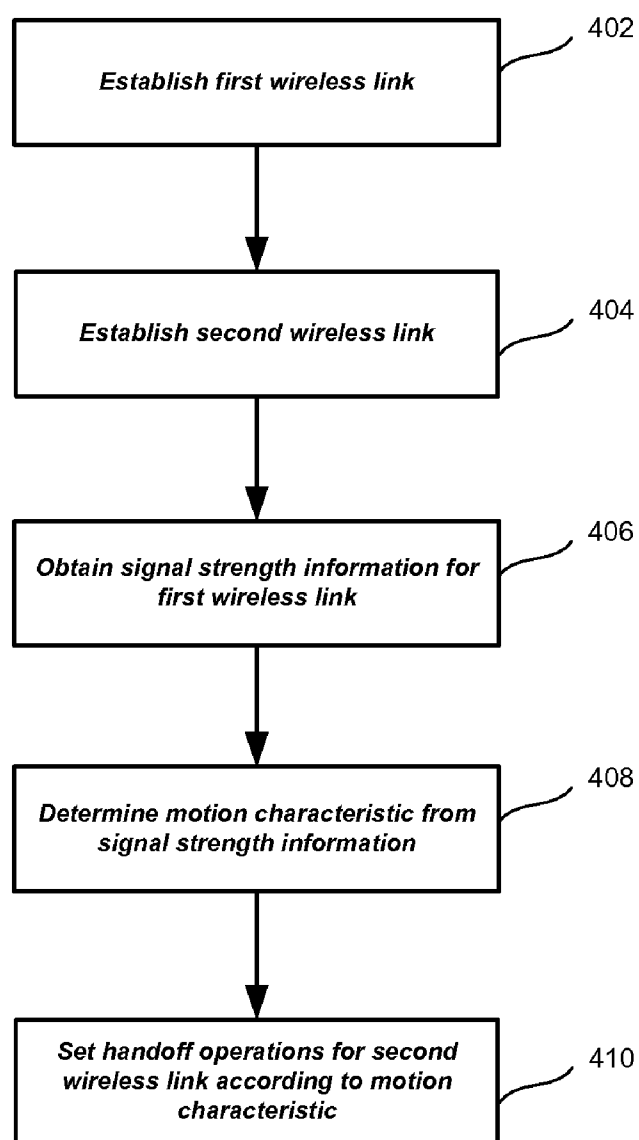 402
Establish first wireless link
404
Establish second wireless link
406
Obtain signal strength information for
first wireless link
408
Determine motion characteristic from
signal strength information
410
Set handoff operations for second
wireless link according to motion
characteristic